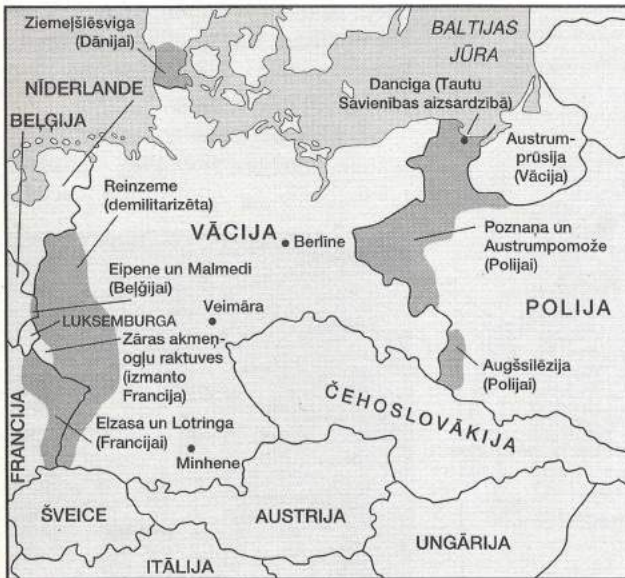 Ziemeļšlēsviga
(Dānijai)
BALTIJAS
JŪRA
NĪDERLANDE
BEĻĢIJA
Danciga (Tautu
Savienības aizsardzībā)
Austrum-
prūsija
(Vācija)
Reinzeme
(demilitarizēta)
VĀCIJA
Berlīne
Poznaņa un
Austrumpomože
(Polijai)
Eipene un Malmedi
(Beļģijai)
POLIJA
Veimāra
LUKSEMBURGA
Zāras akmeņ-
ogļu raktuves
(izmanto
Francija)
Augšsilēzija
(Polijai)
ČEHOSLOVĀKIJA
FRANCIJA
Elzasa un Lotringa
(Francijai)
Minhene
ŠVEICE
AUSTRIJA
UNGĀRIJA
ITĀLIJA